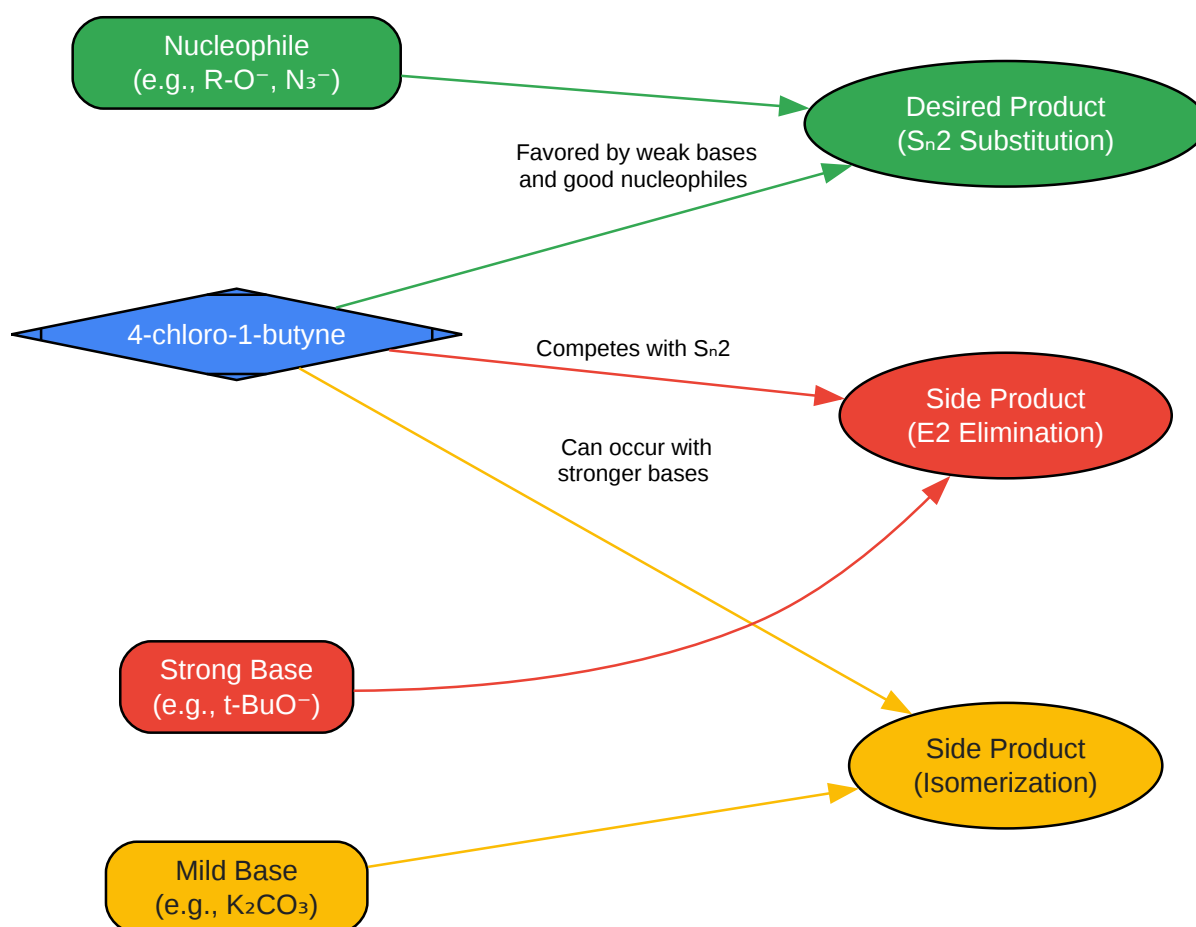 Nucleophile
(e.g., R-O⁻, N₃⁻)
Desired Product
(Sₙ2 Substitution)
Favored by weak bases
and good nucleophiles
4-chloro-1-butyne
Competes with Sₙ2
Side Product
(E2 Elimination)
Can occur with
stronger bases
Strong Base
(e.g., t-BuO⁻)
Side Product
(Isomerization)
Mild Base
(e.g., K₂CO₃)